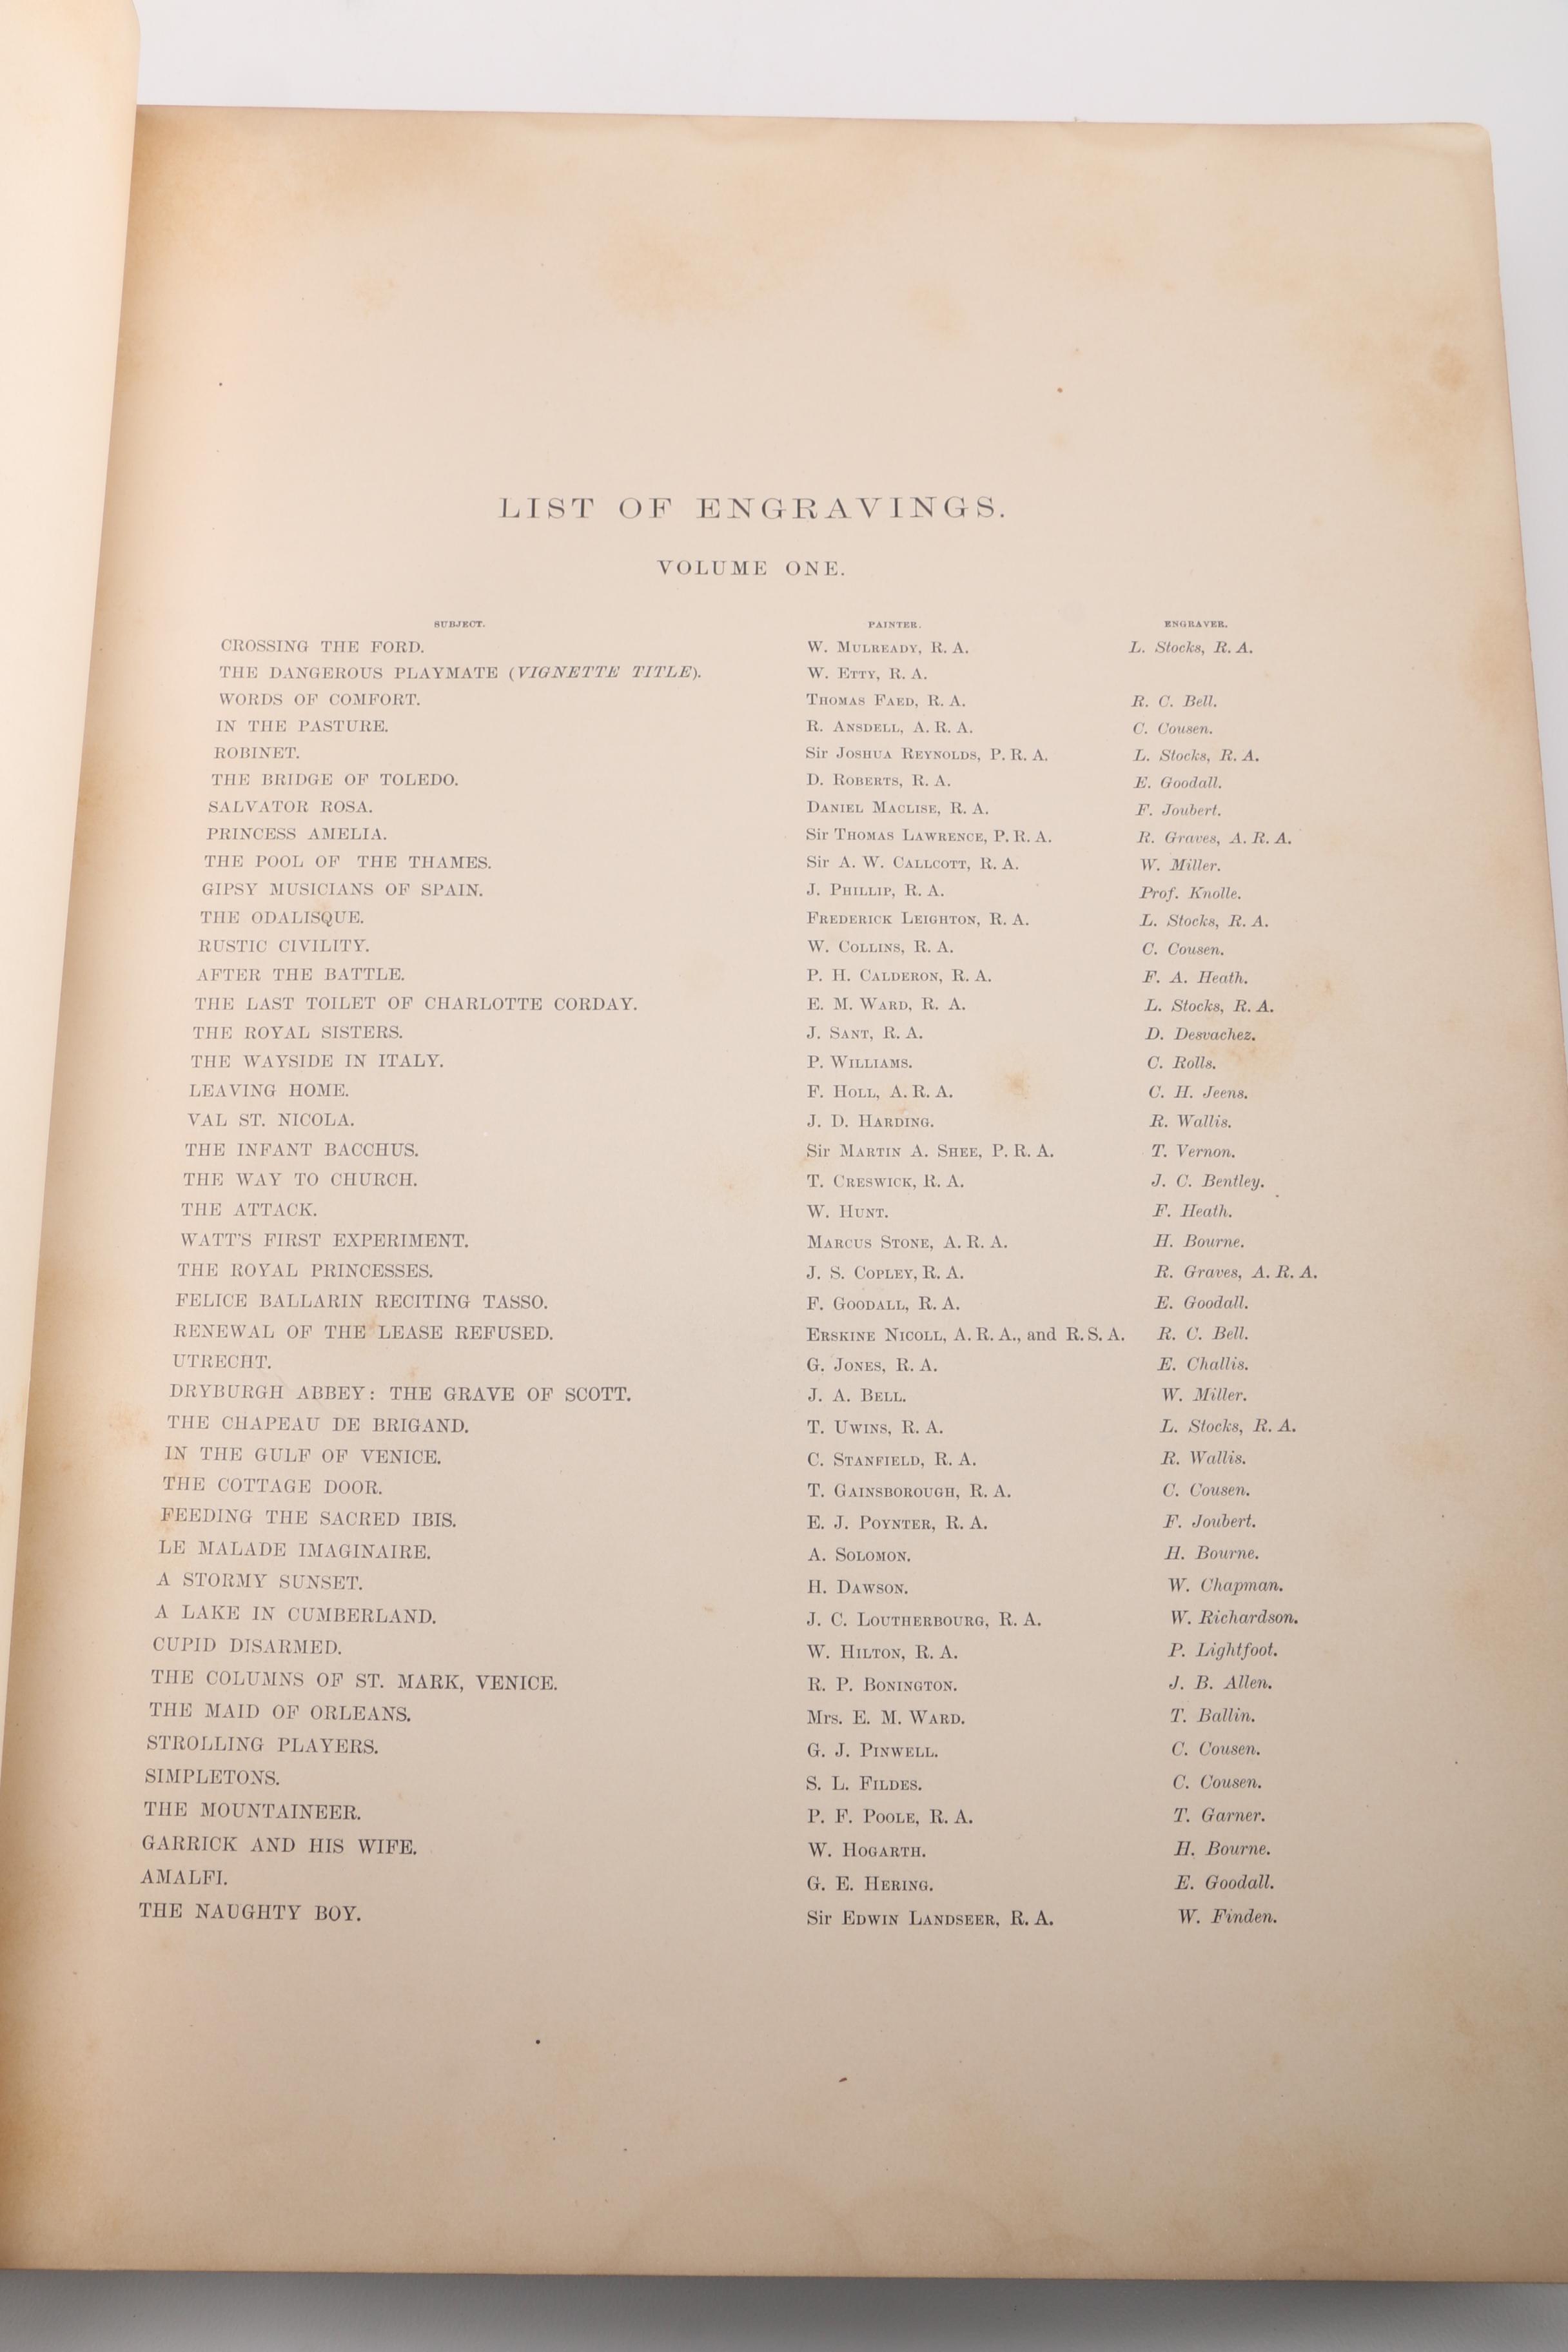 LIST OF ENGRAVINGS.
VOLUME ONE.
SUBJECT. PAINTER. ENGRAVER.
CROSSING THE FORD. W. MULREADY, R. A. L. Stocks, R. A.
THE DANGEROUS PLAYMATE (VIGNETTE TITLE). W. ETTY, R. A.
WORDS OF COMFORT. THOMAS FAED, R. A. R. C. Bell.
IN THE PASTURE. R. ANSDELL, A. R. A. C. Cousen.
ROBINET. Sir JOSHUA REYNOLDS, P. R. A. L. Stocks, R. A.
THE BRIDGE OF TOLEDO. D. ROBERTS, R. A. E. Goodall.
SALVATOR ROSA. DANIEL MACLISE, R. A. F. Joubert.
PRINCESS AMELIA. Sir THOMAS LAWRENCE, P. R. A. R. Graves, A. R. A.
THE POOL OF THE THAMES. Sir A. W. CALLCOTT, R. A. W. Miller.
GIPSY MUSICIANS OF SPAIN. J. PHILLIP, R. A. Prof. Knolle.
THE ODALISQUE. FREDERICK LEIGHTON, R. A. L. Stocks, R. A.
RUSTIC CIVILITY. W. COLLINS, R. A. C. Cousen.
AFTER THE BATTLE. P. H. CALDERON, R. A. F. A. Heath.
THE LAST TOILET OF CHARLOTTE CORDAY. E. M. WARD, R. A. L. Stocks, R. A.
THE ROYAL SISTERS. J. SANT, R. A. D. Desvachez.
THE WAYSIDE IN ITALY. P. WILLIAMS. C. Rolls.
LEAVING HOME. F. HOLL, A. R. A. C. H. Jeens.
VAL ST. NICOLA. J. D. HARDING. R. Wallis.
THE INFANT BACCHUS. Sir MARTIN A. SHEE, P. R. A. T. Vernon.
THE WAY TO CHURCH. T. CRESWICK, R. A. J. C. Bentley.
THE ATTACK. W. HUNT. F. Heath.
WATT'S FIRST EXPERIMENT. MARCUS STONE, A. R. A. H. Bourne.
THE ROYAL PRINCESSES. J. S. COPLEY, R. A. R. Graves, A. R. A.
FELICE BALLARIN RECITING TASSO. F. GOODALL, R. A. E. Goodall.
RENEWAL OF THE LEASE REFUSED. ERSKINE NICOLL, A. R. A., and R. S. A. R. C. Bell.
UTRECHT. G. JONES, R. A. E. Challis.
DRYBURGH ABBEY: THE GRAVE OF SCOTT. J. A. BELL. W. Miller.
THE CHAPEAU DE BRIGAND. T. UWINS, R. A. L. Stocks, R. A.
IN THE GULF OF VENICE. C. STANFIELD, R. A. R. Wallis.
THE COTTAGE DOOR. T. GAINSBOROUGH, R. A. C. Cousen.
FEEDING THE SACRED IBIS. E. J. POYNTER, R. A. F. Joubert.
LE MALADE IMAGINAIRE. A. SOLOMON. H. Bourne.
A STORMY SUNSET. H. DAWSON. W. Chapman.
A LAKE IN CUMBERLAND. J. C. LOUTHERBOURG, R. A. W. Richardson.
CUPID DISARMED. W. HILTON, R. A. P. Lightfoot.
THE COLUMNS OF ST. MARK, VENICE. R. P. BONINGTON. J. B. Allen.
THE MAID OF ORLEANS. Mrs. E. M. WARD. T. Ballin.
STROLLING PLAYERS. G. J. PINWELL. C. Cousen.
SIMPLETONS. S. L. FILDES. C. Cousen.
THE MOUNTAINEER. P. F. POOLE, R. A. T. Garner.
GARRICK AND HIS WIFE. W. HOGARTH. H. Bourne.
AMALFI. G. E. HERING. E. Goodall.
THE NAUGHTY BOY. Sir EDWIN LANDSEER, R. A. W. Finden.